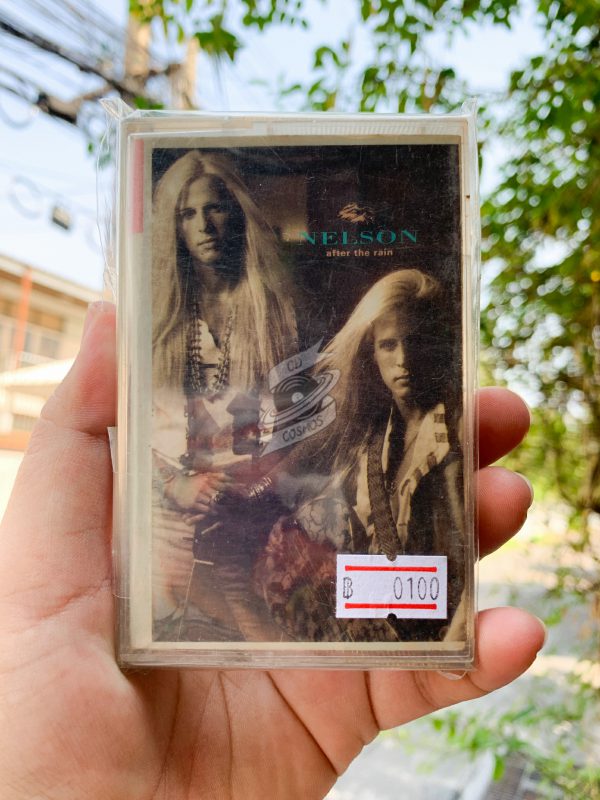 NELSON
after the rain
CD
COSMOS
฿ 0100